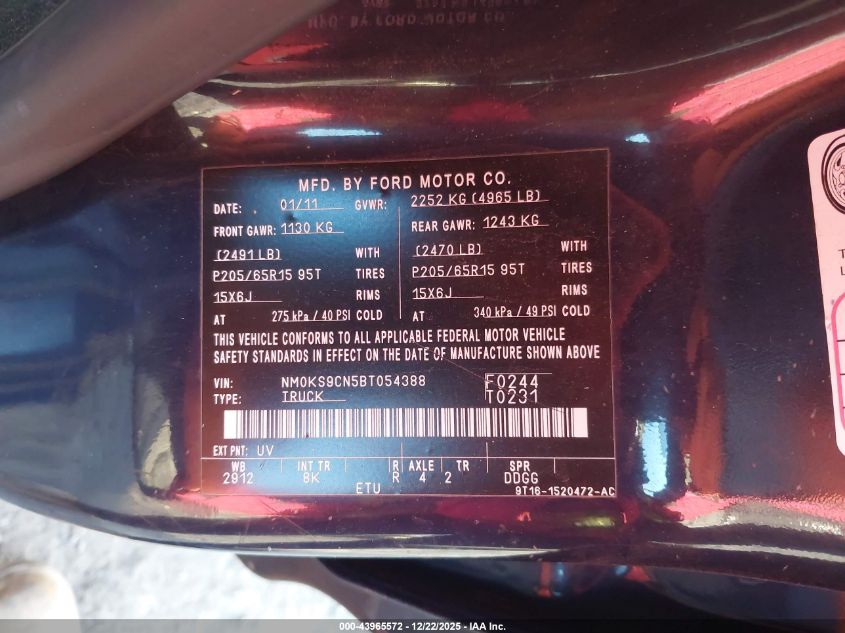 MFD. BY FORD MOTOR CO.
MFD. BY FORD MOTOR CO.
DATE: 01/11 GVWR: 2252 KG (4965 LB)
FRONT GAWR: 1130 KG REAR GAWR: 1243 KG
(2491 LB) WITH (2470 LB) WITH
P205/65R15 95T TIRES P205/65R15 95T TIRES
15X6J RIMS 15X6J RIMS
AT 275 kPa / 40 PSI COLD AT 340 kPa / 49 PSI COLD
THIS VEHICLE CONFORMS TO ALL APPLICABLE FEDERAL MOTOR VEHICLE
SAFETY STANDARDS IN EFFECT ON THE DATE OF MANUFACTURE SHOWN ABOVE
VIN: NM0KS9CN5BT054388 F0244
TYPE: TRUCK T0231
EXT PNT: UV
WB INT TR R AXLE TR SPR
2912 8K R 4 2 DDGG
ETU 9T16-1520472-AC
000-43965572 - 12/22/2025 - IAA Inc.